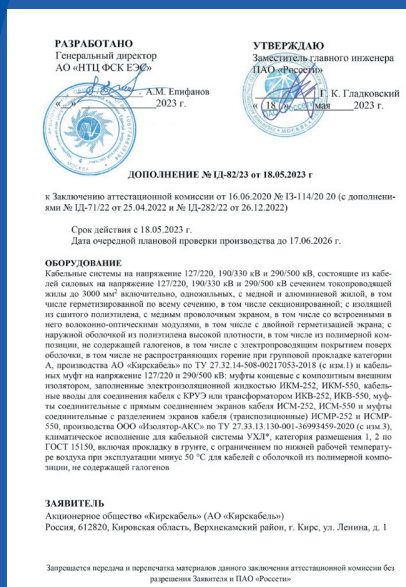 РАЗРАБОТАНО
Генеральный директор
АО «НТЦ ФСК ЕЭС»
А.М. Епифанов
«__»__________2023 г.
УТВЕРЖДАЮ
Заместитель главного инженера
ПАО «Россети»
Г. К. Гладковский
« 18 » мая 2023 г.
ДОПОЛНЕНИЕ № IД-82/23 от 18.05.2023 г
к Заключению аттестационной комиссии от 16.06.2020 № I3-114/20 20 (с дополнени-
ями № IД-71/22 от 25.04.2022 и № IД-282/22 от 26.12.2022)
Срок действия с 18.05.2023 г.
Дата очередной плановой проверки производства до 17.06.2026 г.
ОБОРУДОВАНИЕ
Кабельные системы на напряжение 127/220, 190/330 кВ и 290/500 кВ, состоящие из кабе-
лей силовых на напряжение 127/220, 190/330 кВ и 290/500 кВ сечением токопроводящей
жилы до 3000 мм² включительно, одножильных, с медной и алюминиевой жилой, в том
числе герметизированной по всему сечению, в том числе секционированной; с изоляцией
из сшитого полиэтилена, с медным проволочным экраном, в том числе со встроенными в
него волоконно-оптическими модулями, в том числе с двойной герметизацией экрана; с
наружной оболочкой из полиэтилена высокой плотности, в том числе из полимерной ком-
позиции, не содержащей галогенов, в том числе с электропроводящим покрытием поверх
оболочки, в том числе не распространяющих горение при групповой прокладке категории
А, производства АО «Кирскабель» по ТУ 27.32.14-508-00217053-2018 (с изм.1) и кабель-
ных муфт на напряжение 127/220 и 290/500 кВ: муфты концевые с композитным внешним
изолятором, заполненные электроизоляционной жидкостью ИКМ-252, ИКМ-550, кабель-
ные вводы для соединения кабеля с КРУЭ или трансформатором ИКВ-252, ИКВ-550, муф-
ты соединительные с прямым соединением экранов кабеля ИСМ-252, ИСМ-550 и муфты
соединительные с разделением экранов кабеля (транспозиционные) ИСМР-252 и ИСМР-
550, производства ООО «Изолятор-АКС» по ТУ 27.33.13.130-001-36993459-2020 (с изм.3),
климатическое исполнение для кабельной системы УХЛ*, категория размещения 1, 2 по
ГОСТ 15150, включая прокладку в грунте, с ограничением по нижней рабочей температу-
ре воздуха при эксплуатации минус 50 °С для кабелей с оболочкой из полимерной компо-
зиции, не содержащей галогенов
ЗАЯВИТЕЛЬ
Акционерное общество «Кирскабель» (АО «Кирскабель»)
Россия, 612820, Кировская область, Верхнекамский район, г. Кирс, ул. Ленина, д. 1
Запрещается передача и перепечатка материалов данного заключения аттестационной комиссии без
разрешения Заявителя и ПАО «Россети»